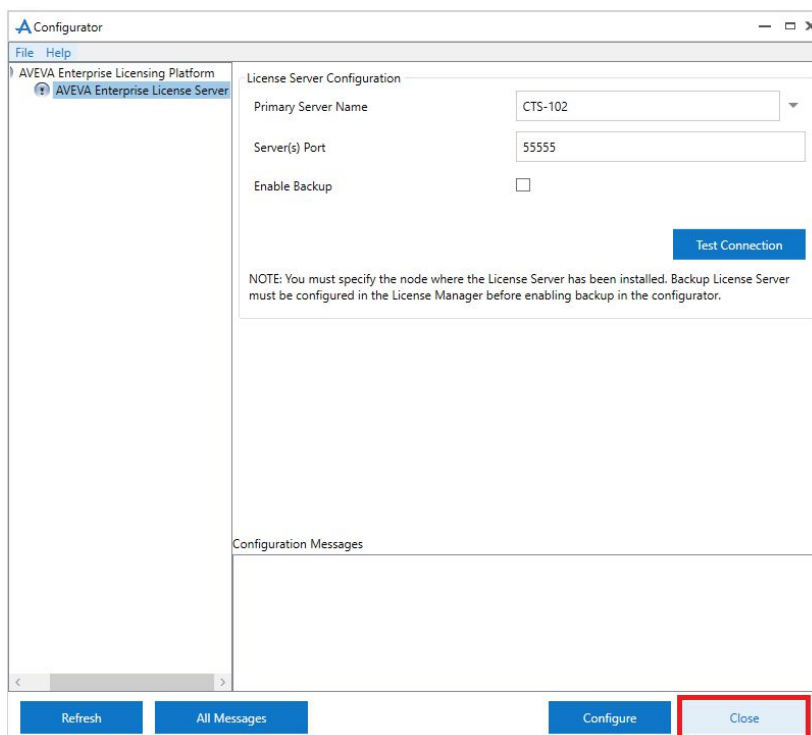 Configurator
File Help
AVEVA Enterprise Licensing Platform
AVEVA Enterprise License Server
License Server Configuration
Primary Server Name
CTS-102
Server(s) Port
55555
Enable Backup
Test Connection
NOTE: You must specify the node where the License Server has been installed. Backup License Server
must be configured in the License Manager before enabling backup in the configurator.
Configuration Messages
Refresh
All Messages
Configure
Close